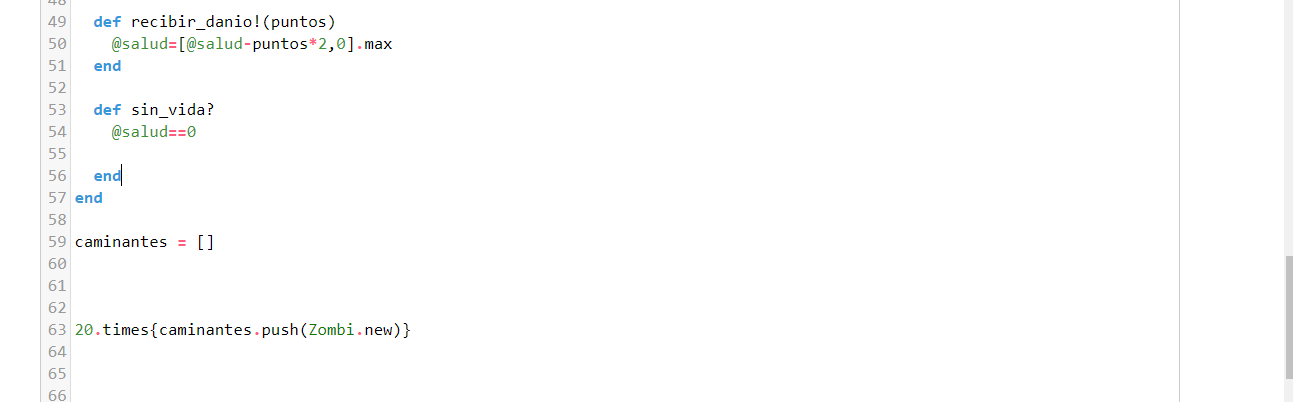 48
49 def recibir_danio!(puntos)
50 @salud=[@salud-puntos*2,0].max
51 end
52
53 def sin_vida?
54 @salud==0
55
56 end
57 end
58
59 caminantes = []
60
61
62
63 20.times{caminantes.push(Zombi.new)}
64
65
66